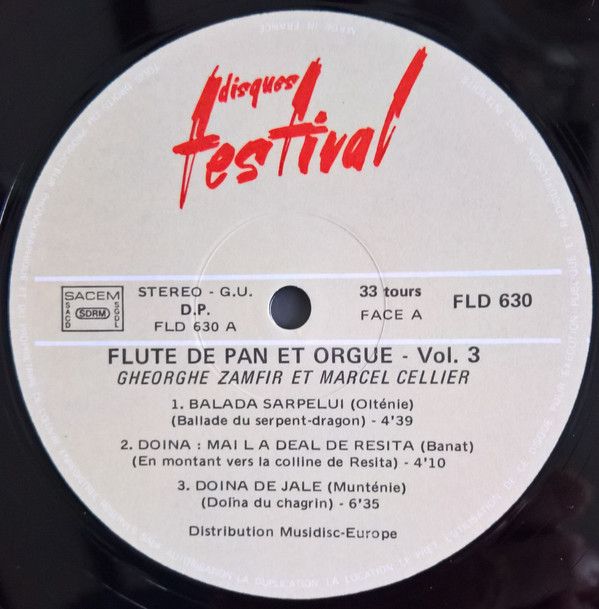 MADE IN FRANCE
disques
festival
SACEM
SACD
SDRM
SGDL
STEREO - G.U.
D.P.
FLD 630 A
33 tours
FACE A
FLD 630
FLUTE DE PAN ET ORGUE - Vol. 3
GHEORGHE ZAMFIR ET MARCEL CELLIER
1. BALADA SARPELUI (Olténie)
(Ballade du serpent-dragon) - 4'39
2. DOINA : MAI L A DEAL DE RESITA (Banat)
(En montant vers la colline de Resita) - 4'10
3. DOINA DE JALE (Munténie)
(Doïna du chagrin) - 6'35
Distribution Musidisc-Europe